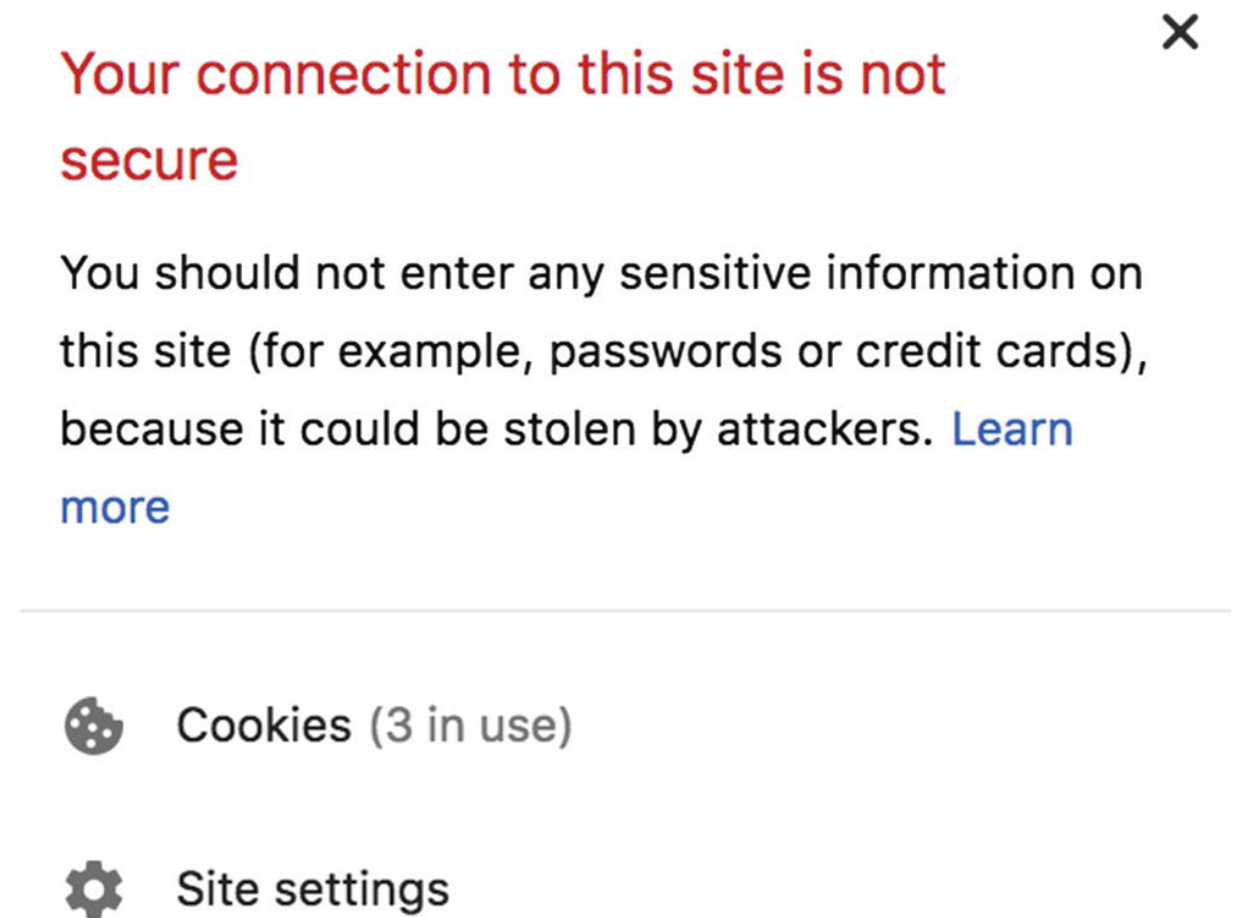 Your connection to this site is not
secure
You should not enter any sensitive information on
this site (for example, passwords or credit cards),
because it could be stolen by attackers. Learn
more
Cookies (3 in use)
Site settings